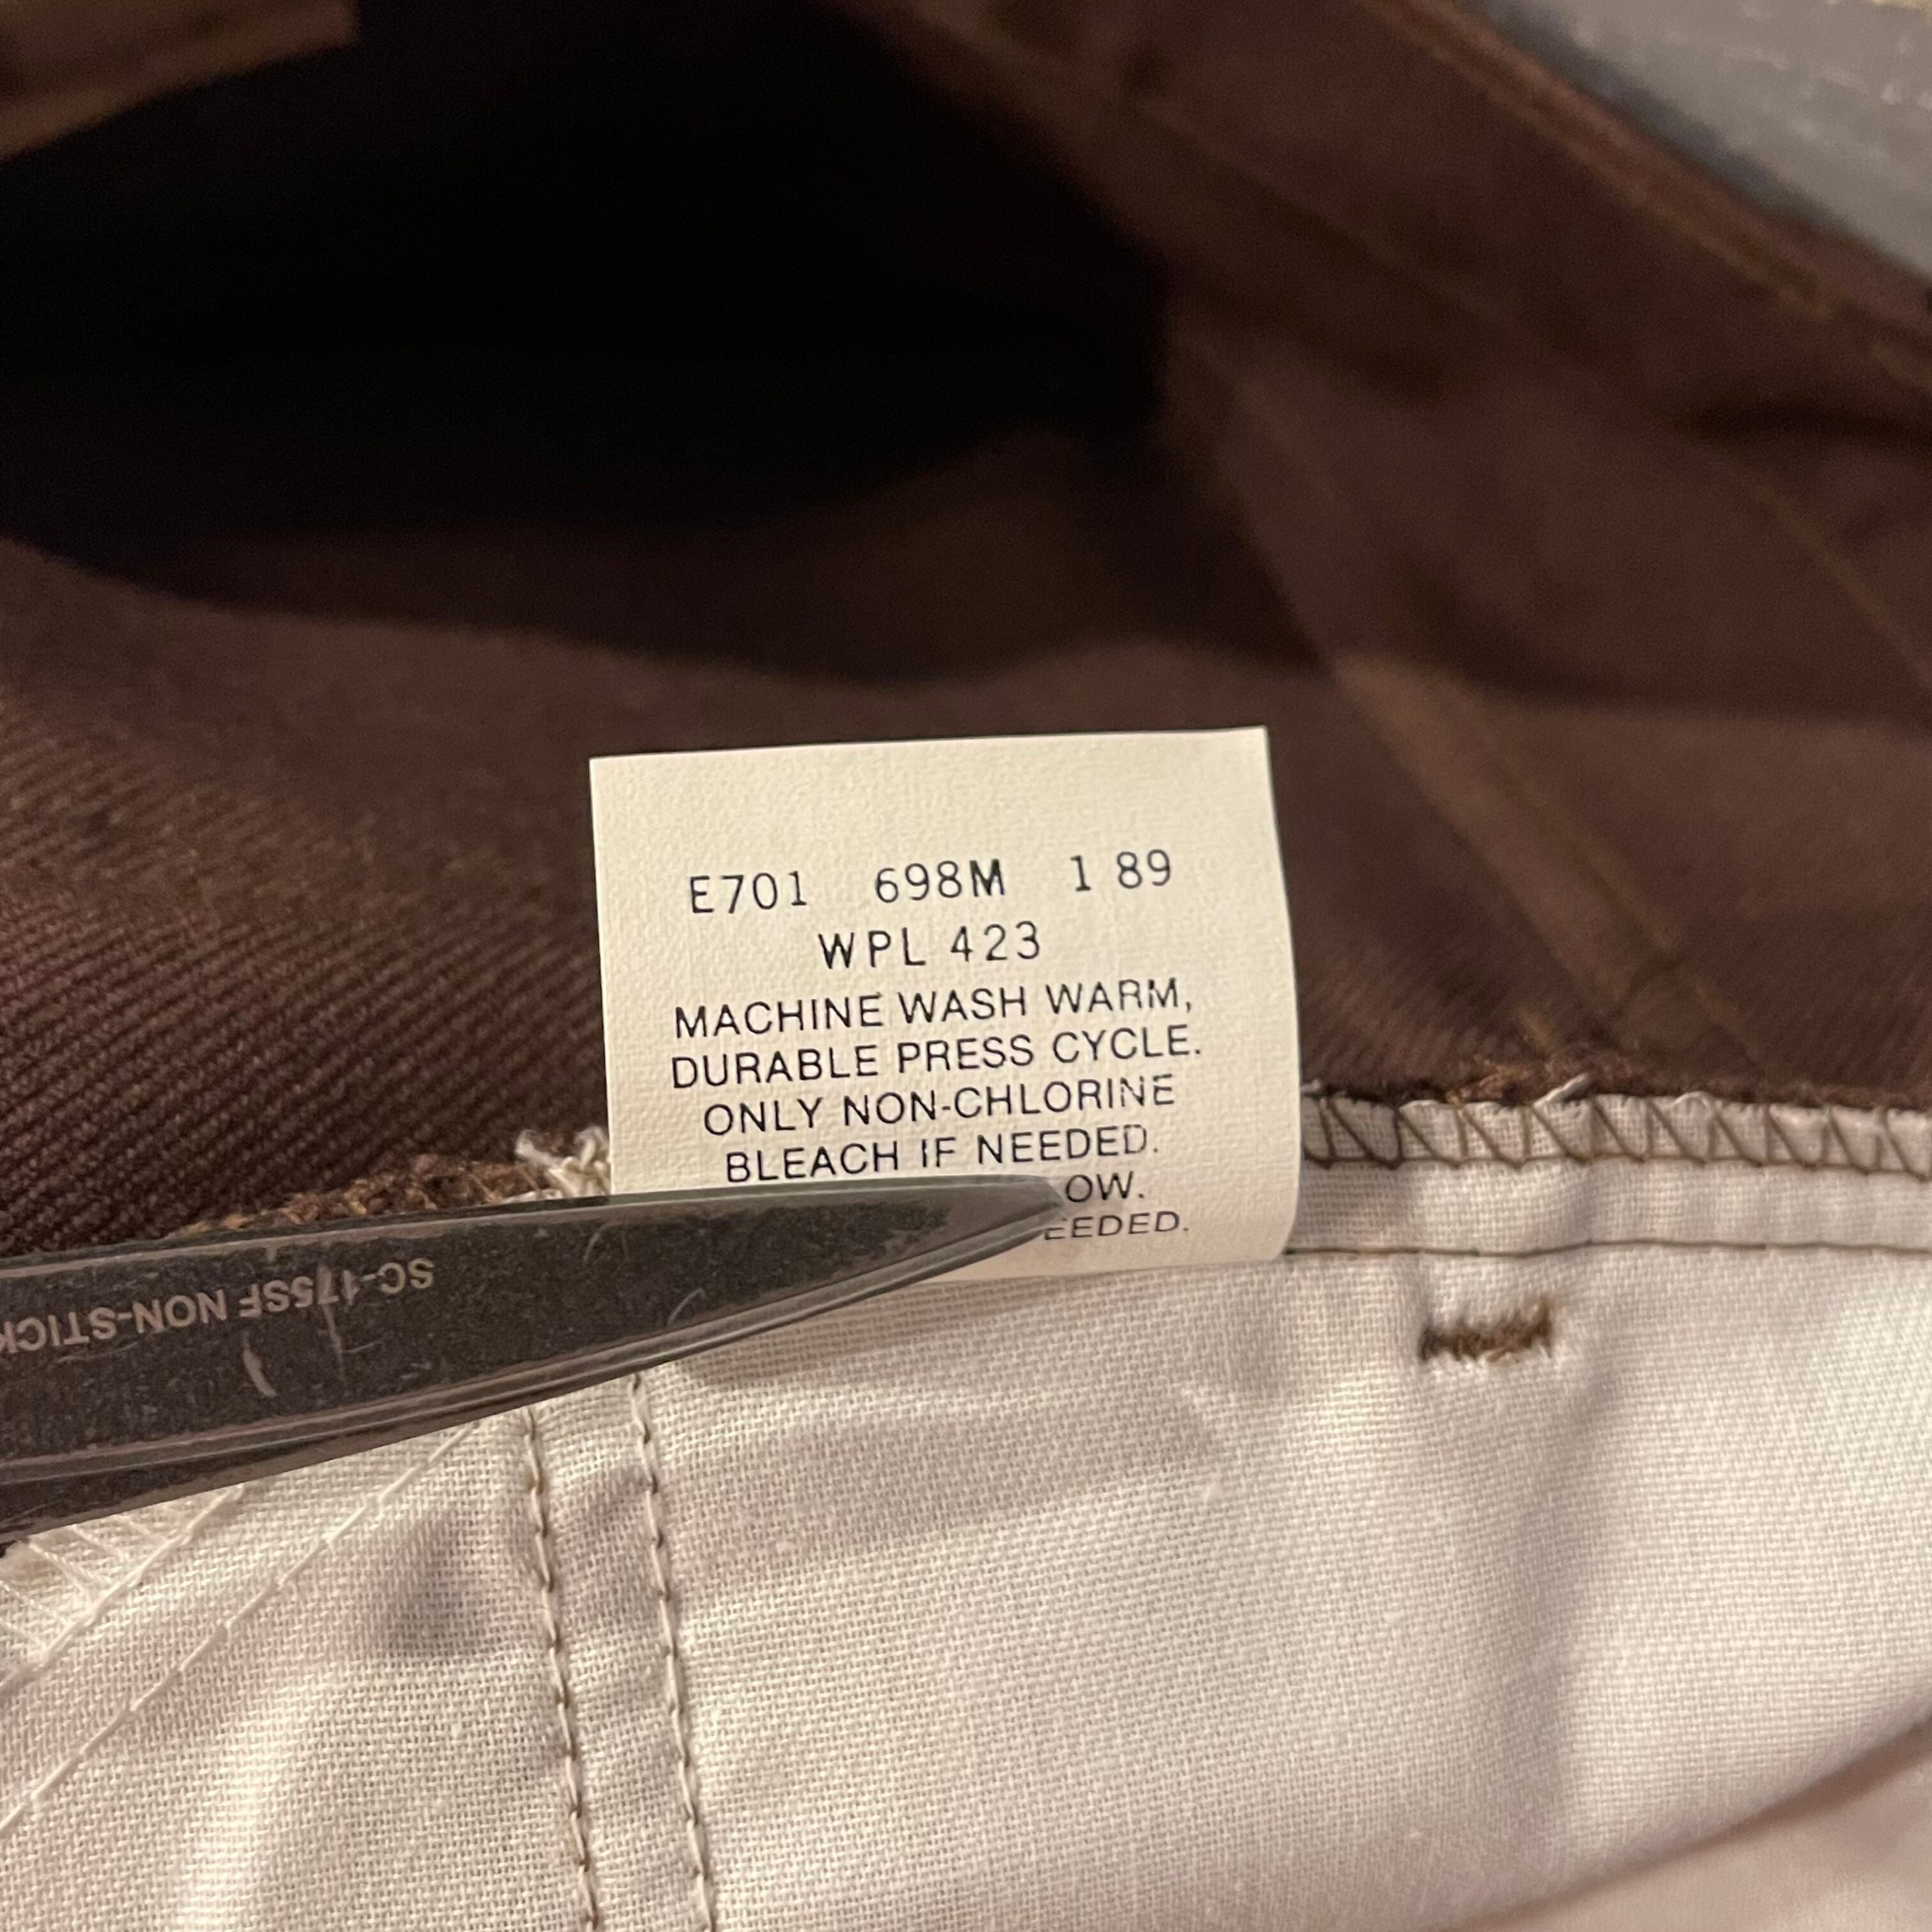 E701 698M 1 89
WPL 423
MACHINE WASH WARM,
DURABLE PRESS CYCLE.
ONLY NON-CHLORINE
BLEACH IF NEEDED.
OW.
EEDED.
SC-175SF NON-STICK